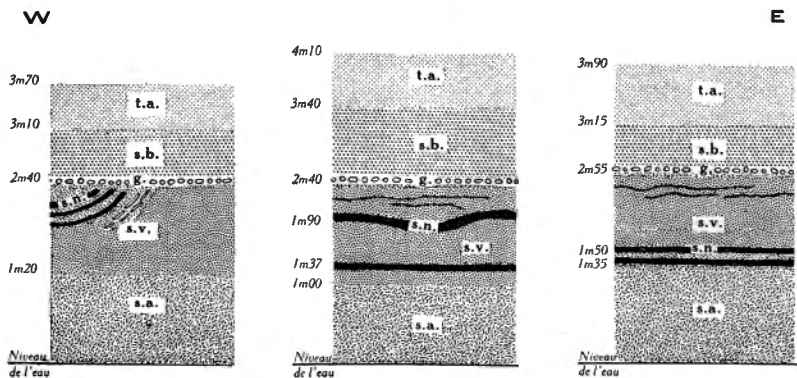 W
E
3m70
t.a.
3m10
s.b.
2m40
g.
s.n.
s.v.
1m20
s.a.
Niveau
de l'eau
4m10
t.a.
3m40
s.b.
2m40
g.
1m90
s.n.
s.v.
1m37
1m00
s.a.
Niveau
de l'eau
3m90
t.a.
3m15
s.b.
2m55
g.
s.v.
1m50
s.n.
1m35
s.a.
Niveau
de l'eau